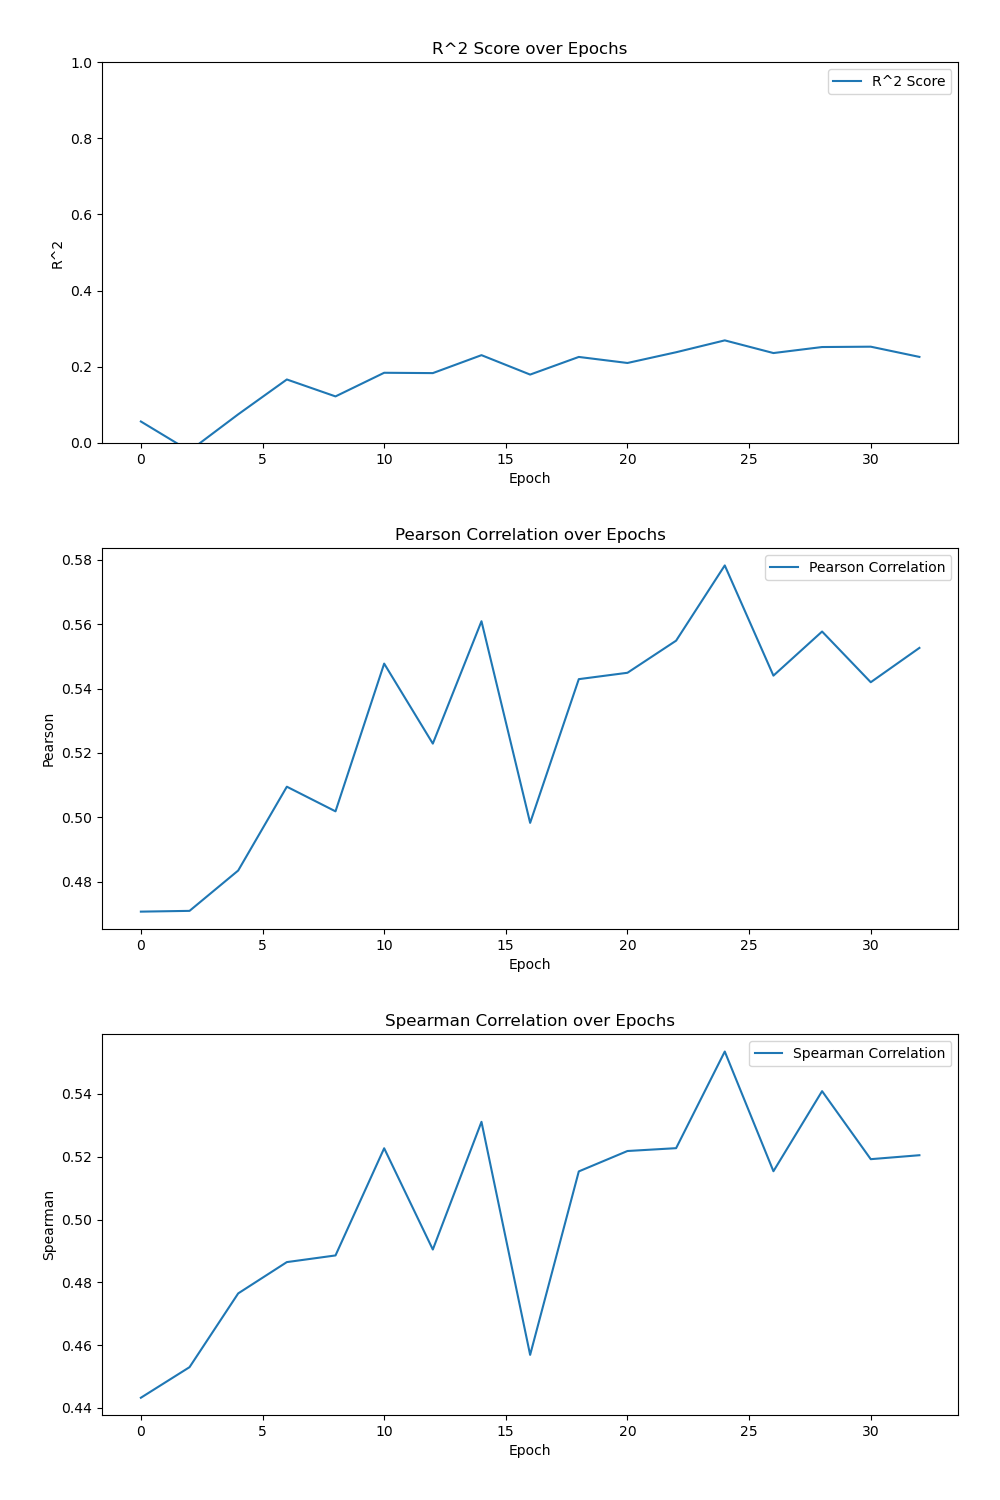 R^2 Score over Epochs
R^2 Score
1.0
0.8
0.6
0.4
0.2
0.0
R^2
0 5 10 15 20 25 30
Epoch
Pearson Correlation over Epochs
Pearson Correlation
0.58
0.56
0.54
0.52
0.50
0.48
Pearson
0 5 10 15 20 25 30
Epoch
Spearman Correlation over Epochs
Spearman Correlation
0.54
0.52
0.50
0.48
0.46
0.44
Spearman
0 5 10 15 20 25 30
Epoch